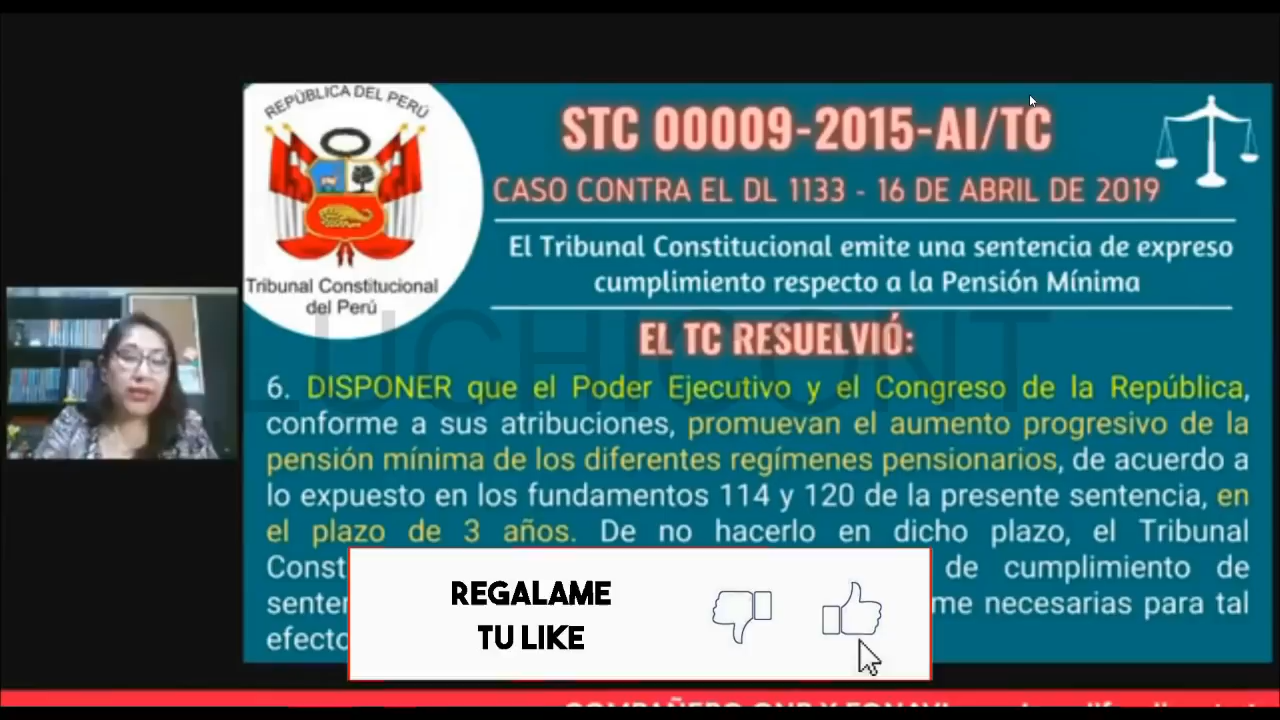 REPÚBLICA DEL PERÚ
Tribunal Constitucional
del Perú
STC 00009-2015-AI/TC
CASO CONTRA EL DL 1133 - 16 DE ABRIL DE 2019
El Tribunal Constitucional emite una sentencia de expreso
cumplimiento respecto a la Pensión Mínima
EL TC RESUELVIÓ:
6. DISPONER que el Poder Ejecutivo y el Congreso de la República,
conforme a sus atribuciones, promuevan el aumento progresivo de la
pensión mínima de los diferentes regímenes pensionarios, de acuerdo a
lo expuesto en los fundamentos 114 y 120 de la presente sentencia, en
el plazo de 3 años. De no hacerlo en dicho plazo, el Tribunal
Const de cumplimiento de
senter me necesarias para tal
efecto
LUCHICONT
REGALAME
TU LIKE